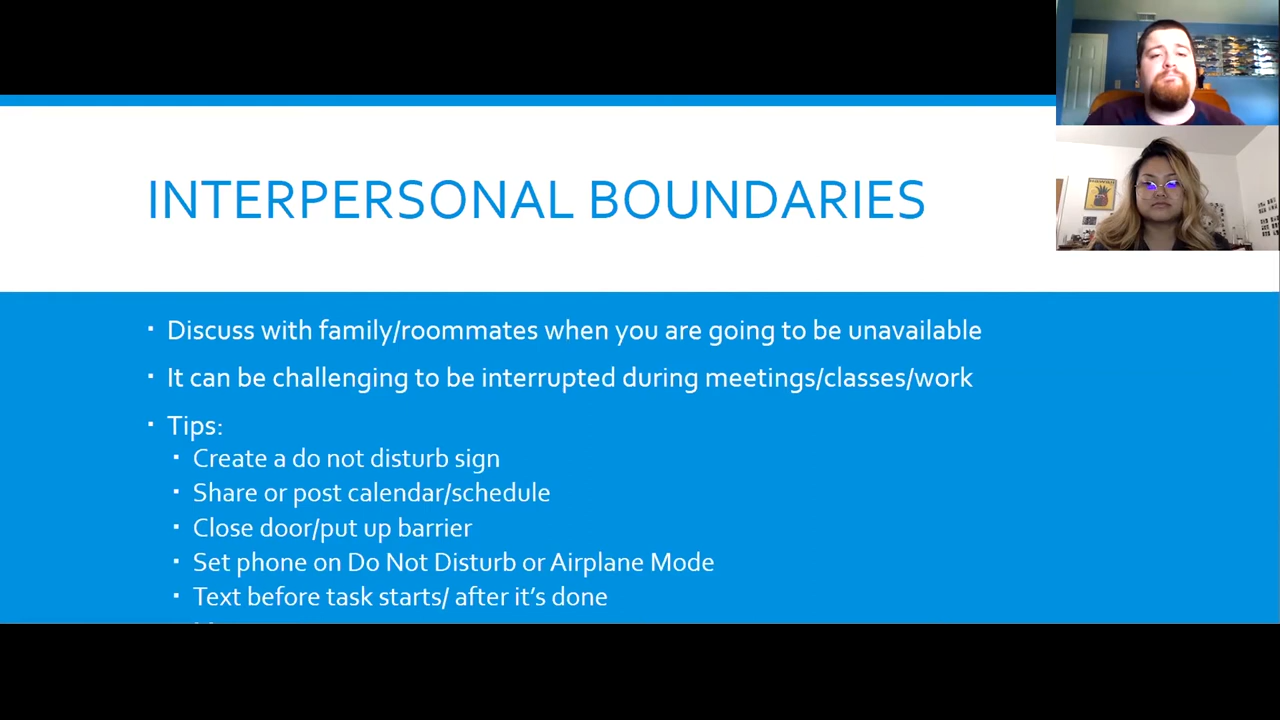 INTERPERSONAL BOUNDARIES
▪ Discuss with family/roommates when you are going to be unavailable
▪ It can be challenging to be interrupted during meetings/classes/work
▪ Tips:
▪ Create a do not disturb sign
▪ Share or post calendar/schedule
▪ Close door/put up barrier
▪ Set phone on Do Not Disturb or Airplane Mode
▪ Text before task starts/ after it’s done